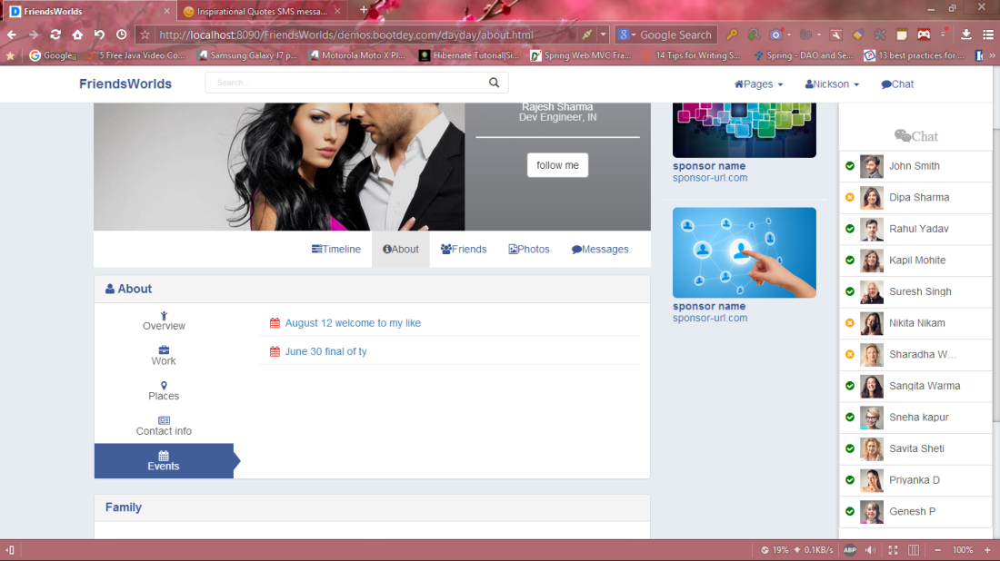 FriendsWorlds
Inspirational Quotes SMS messa...
http://localhost:8090/FriendsWorlds/demos.bootdey.com/dayday/about.html
Google Search
Google¡¡
5 Free Java Video Co...
Samsung Galaxy J7 p...
Motorola Moto X Pl...
Hibernate Tutorial|Si...
Spring Web MVC Fra...
14 Tips for Writing S...
Spring - DAO and Se...
13 best practices for ...
FriendsWorlds
Search...
Pages
Nickson
Chat
Rajesh Sharma
Dev Engineer, IN
follow me
Timeline
About
Friends
Photos
Messages
About
Overview
Work
Places
Contact info
Events
August 12 welcome to my like
June 30 final of ty
Family
sponsor name
sponsor-url.com
sponsor name
sponsor-url.com
Chat
John Smith
Dipa Sharma
Rahul Yadav
Kapil Mohite
Suresh Singh
Nikita Nikam
Sharadha W...
Sangita Warma
Sneha kapur
Savita Sheti
Priyanka D
Genesh P
19%
0.1KB/s
ABP
100%